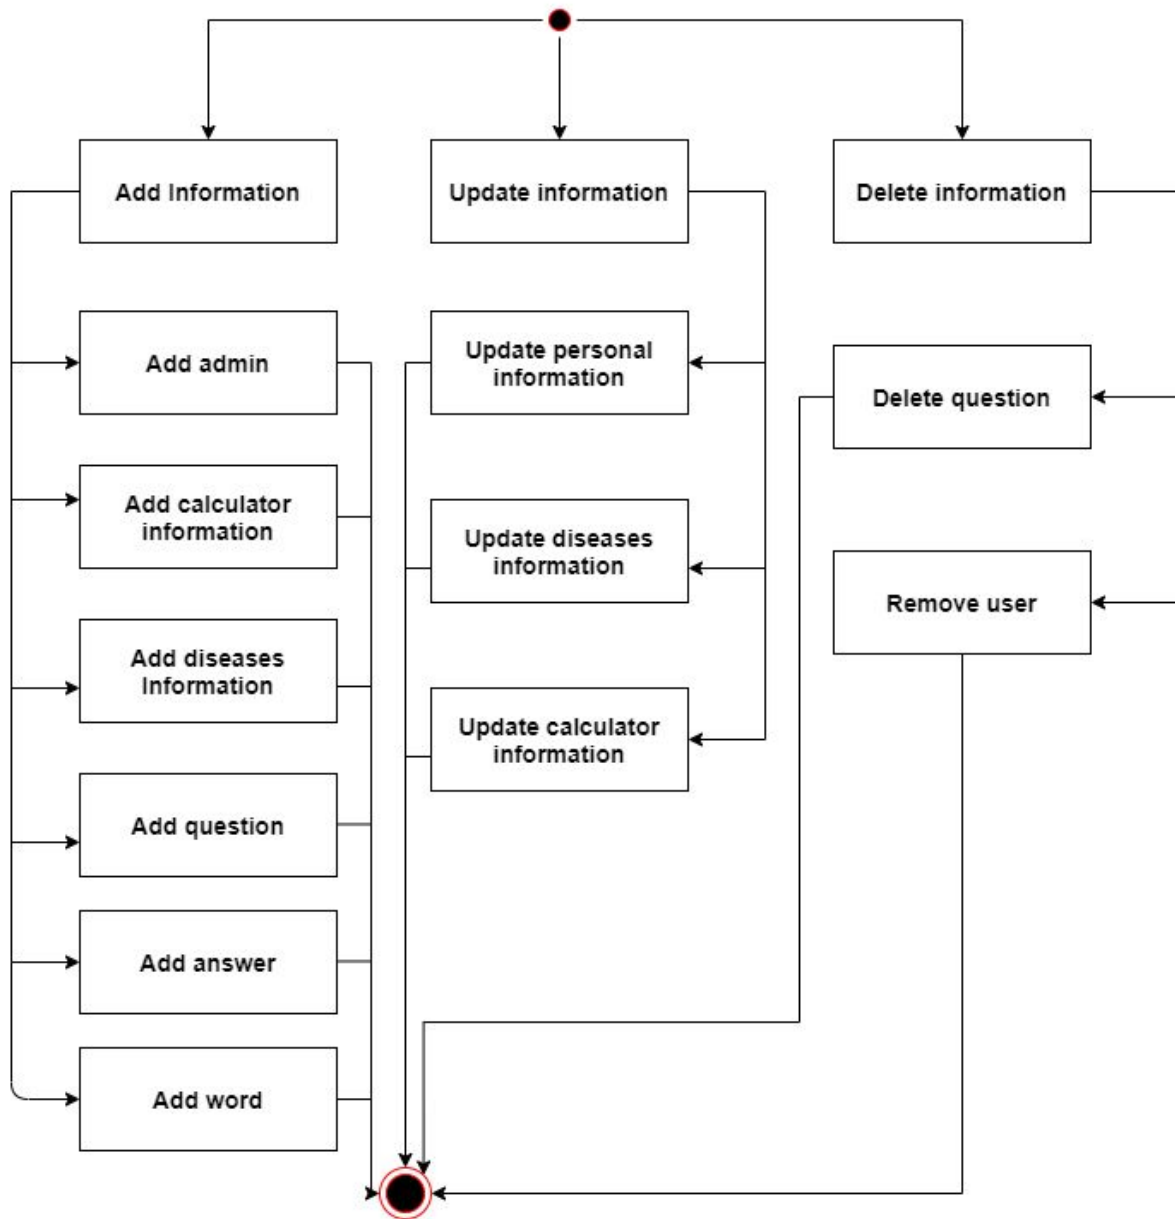 Add Information
Update information
Delete information
Add admin
Update personal
information
Delete question
Add calculator
information
Update diseases
information
Remove user
Add diseases
Information
Update calculator
information
Add question
Add answer
Add word